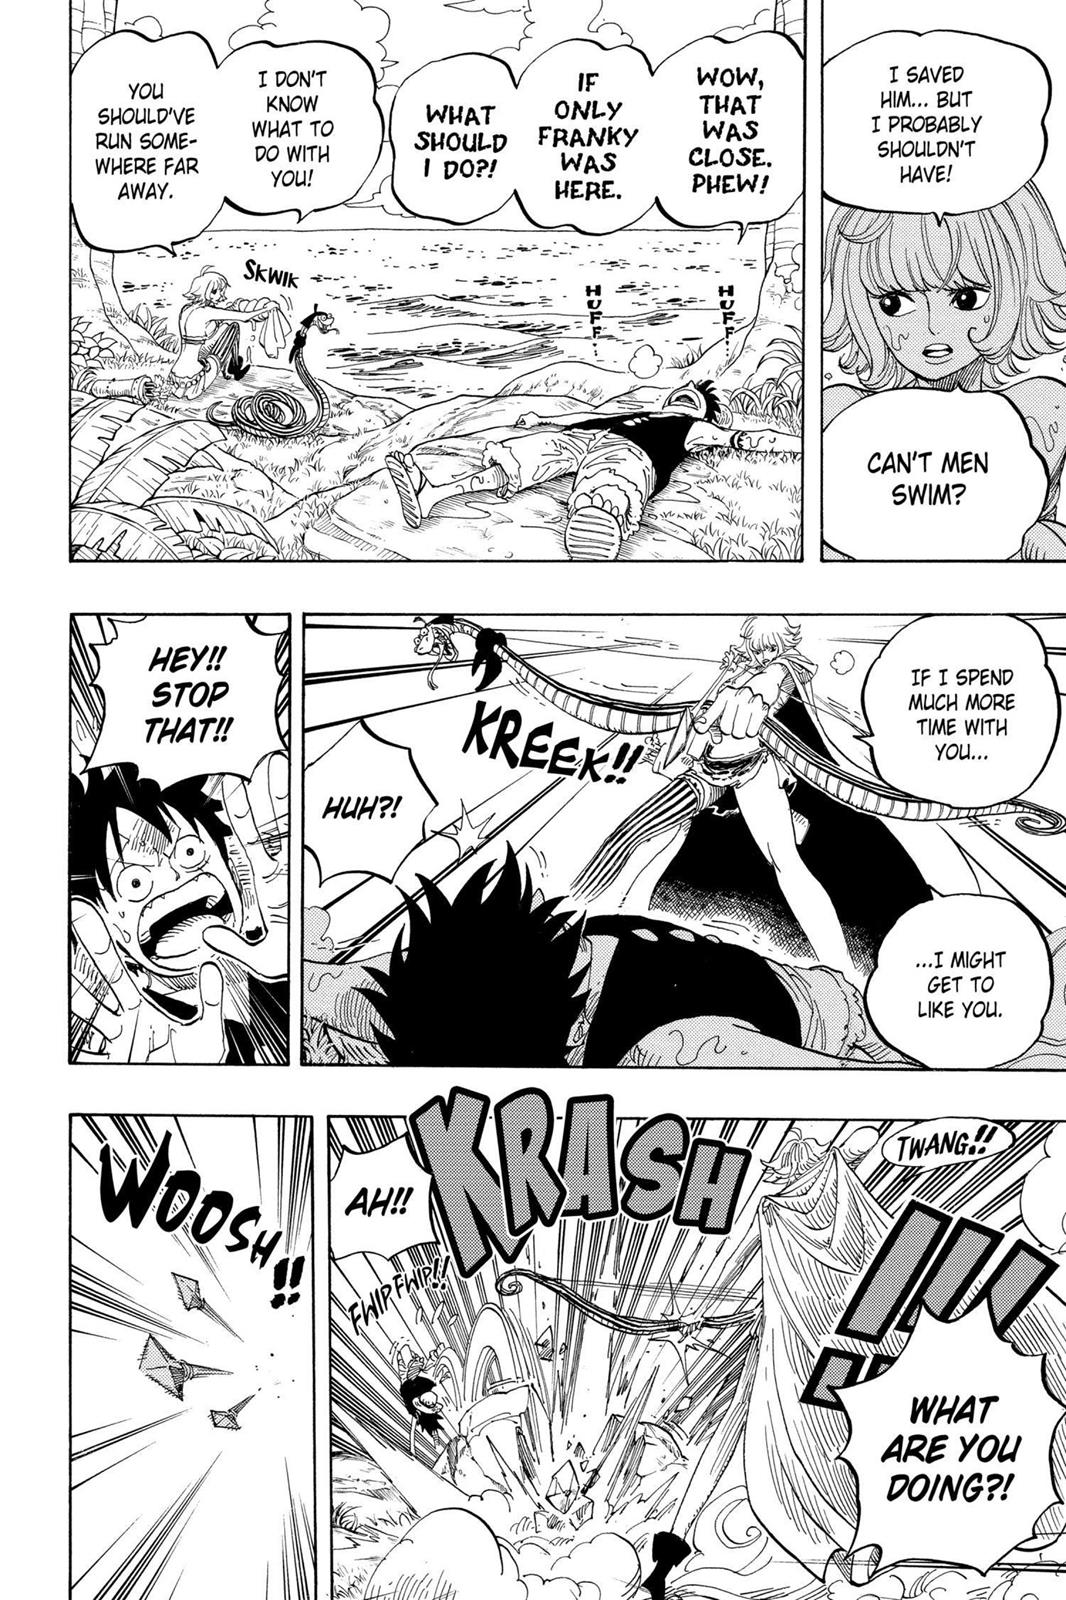 I SAVED
HIM... BUT
I PROBABLY
SHOULDN'T
HAVE!
CAN'T MEN
SWIM?
WOW,
THAT
WAS
CLOSE.
PHEW!
IF
ONLY
FRANKY
WAS
HERE.
WHAT
SHOULD
I DO?!
I DON'T
KNOW
WHAT TO
DO WITH
YOU!
YOU
SHOULD'VE
RUN SOME-
WHERE FAR
AWAY.
HUFF...
HUFF...
SKWIK
IF I SPEND
MUCH MORE
TIME WITH
YOU...
...I MIGHT
GET TO
LIKE YOU.
KREEK!!
HUH?!
HEY!!
STOP
THAT!!
TWANG!!
!!!
WHAT
ARE YOU
DOING?!
KRASH
AH!!
FWIP FWIP!!
WOOSH!!